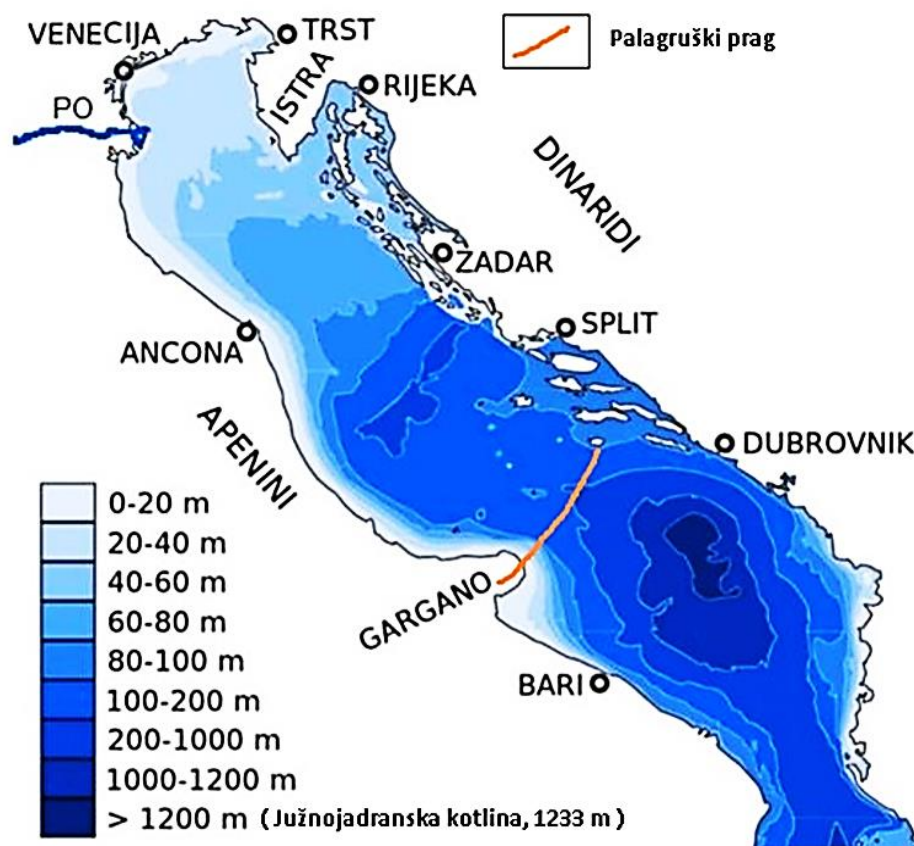 VENECIJA
TRST
Palagruški prag
ISTRA
RIJEKA
PO
DINARIDI
ZADAR
SPLIT
ANCONA
APENINI
DUBROVNIK
GARGANO
BARI
0-20 m
20-40 m
40-60 m
60-80 m
80-100 m
100-200 m
200-1000 m
1000-1200 m
> 1200 m (Južnojadranska kotlina, 1233 m )